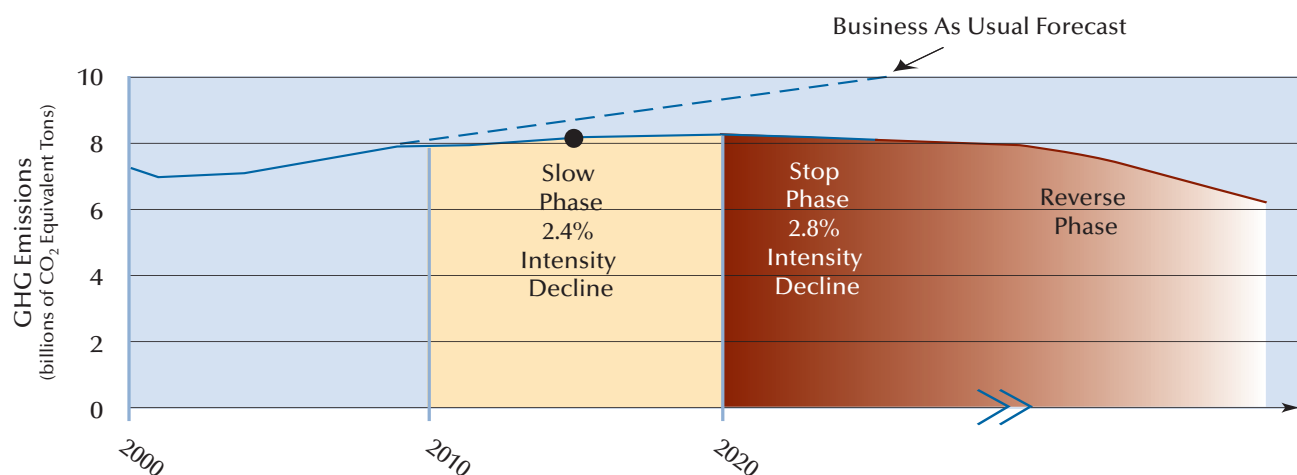 Business As Usual Forecast
GHG Emissions
(billions of CO₂ Equivalent Tons)
10
8
6
4
2
0
Slow
Phase
2.4%
Intensity
Decline
Stop
Phase
2.8%
Intensity
Decline
Reverse
Phase
2000
2010
2020